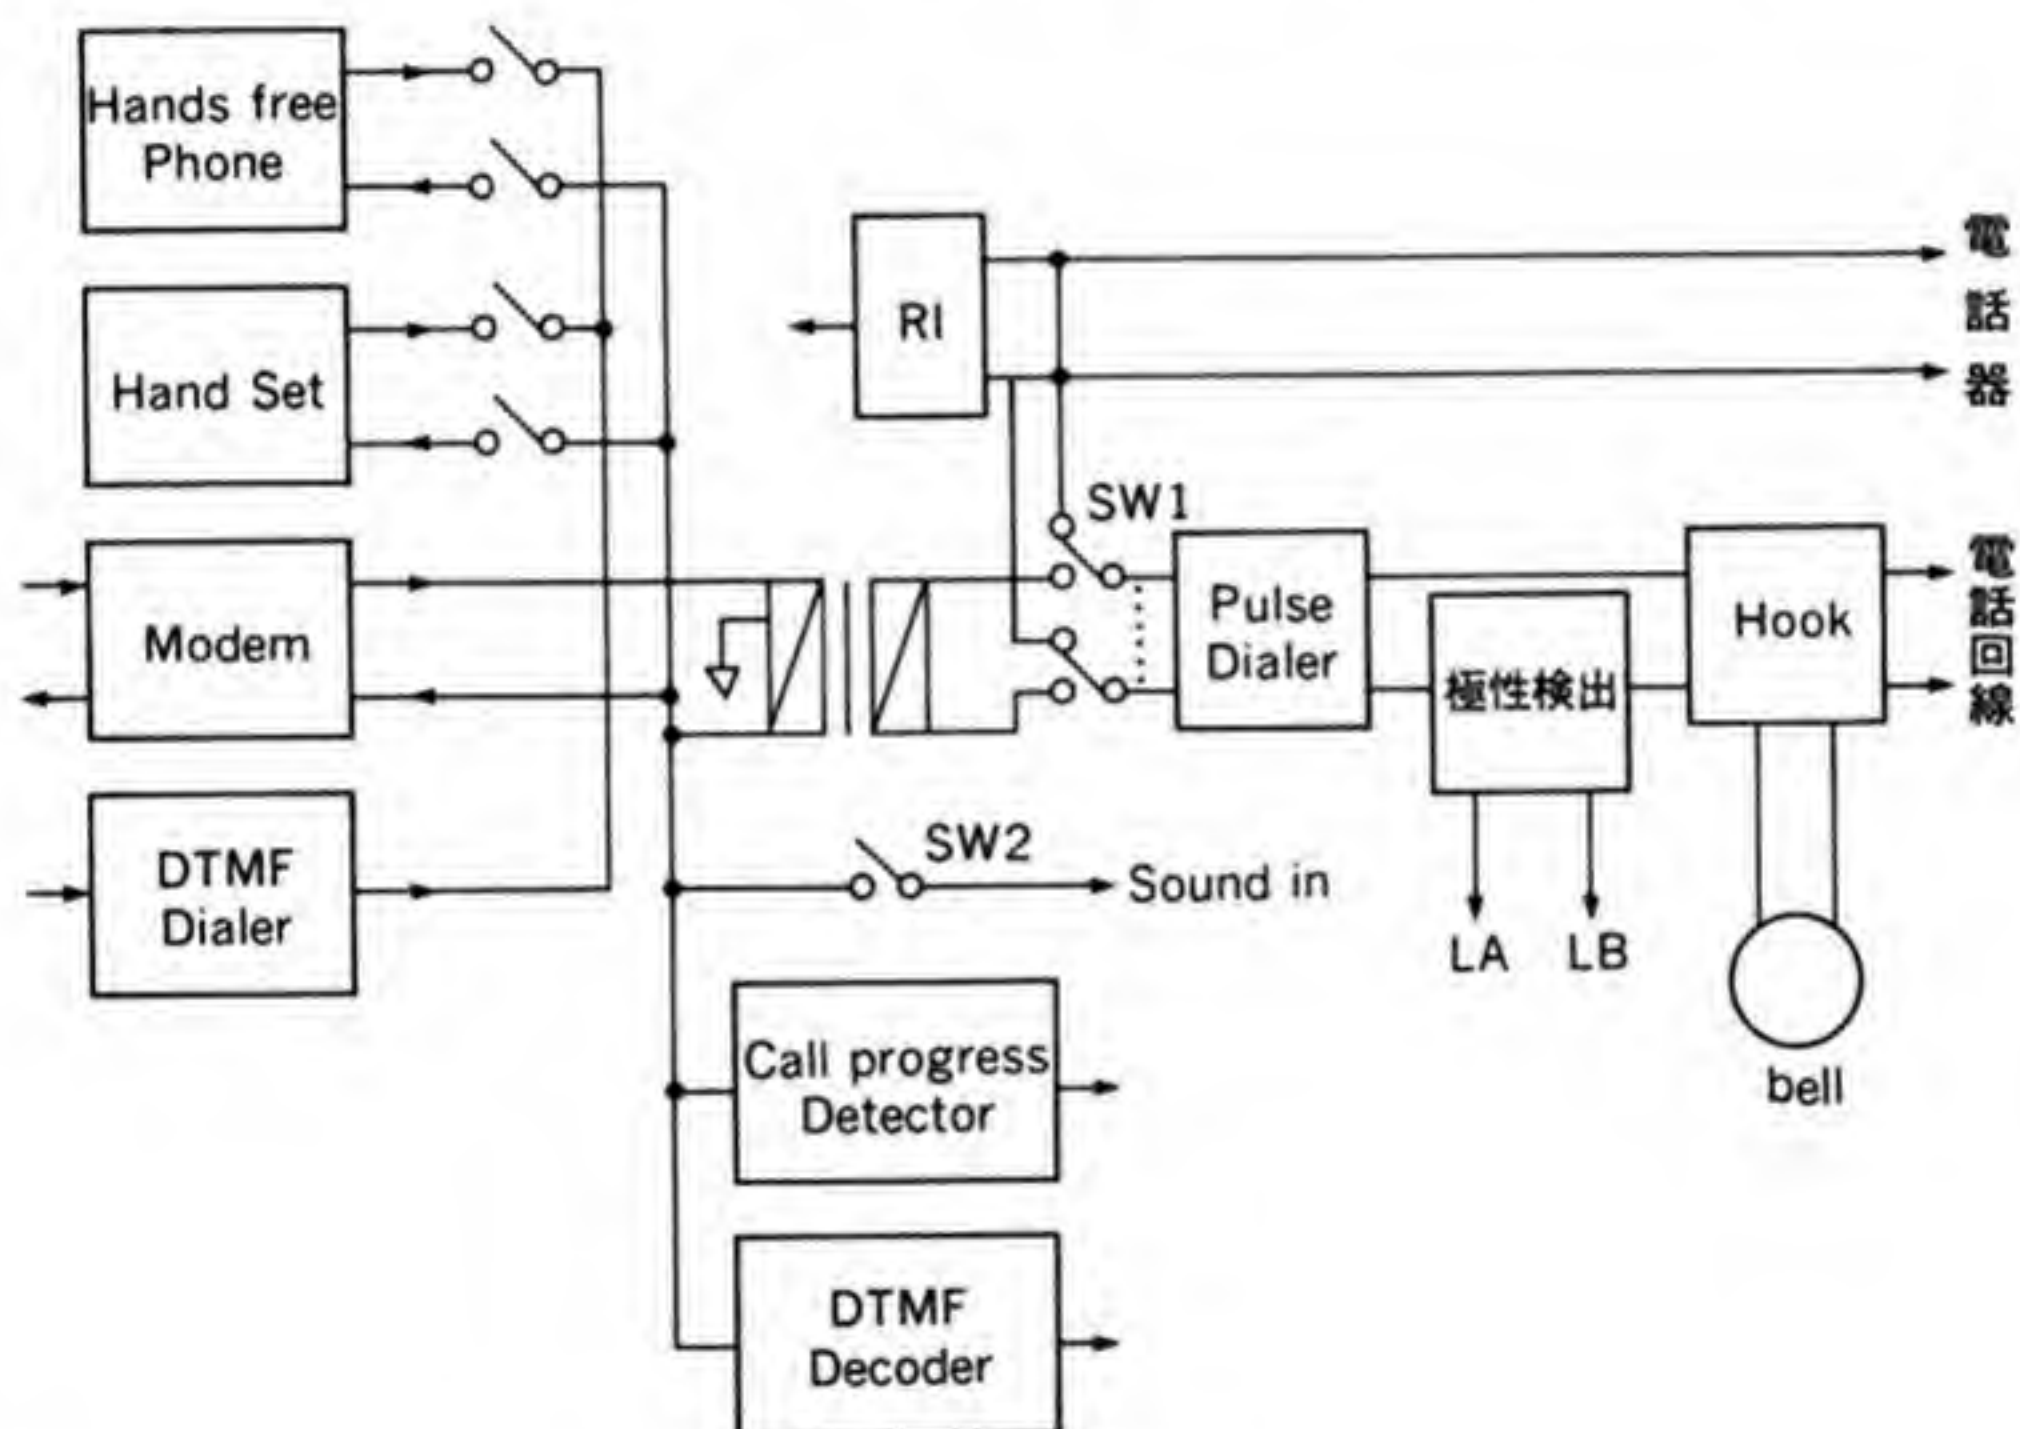 Hands free
Phone
Hand Set
Modem
DTMF
Dialer
RI
電話器
SW1
Pulse
Dialer
極性検出
Hook
電話回線
SW2
Sound in
LA
LB
bell
Call progress
Detector
DTMF
Decoder